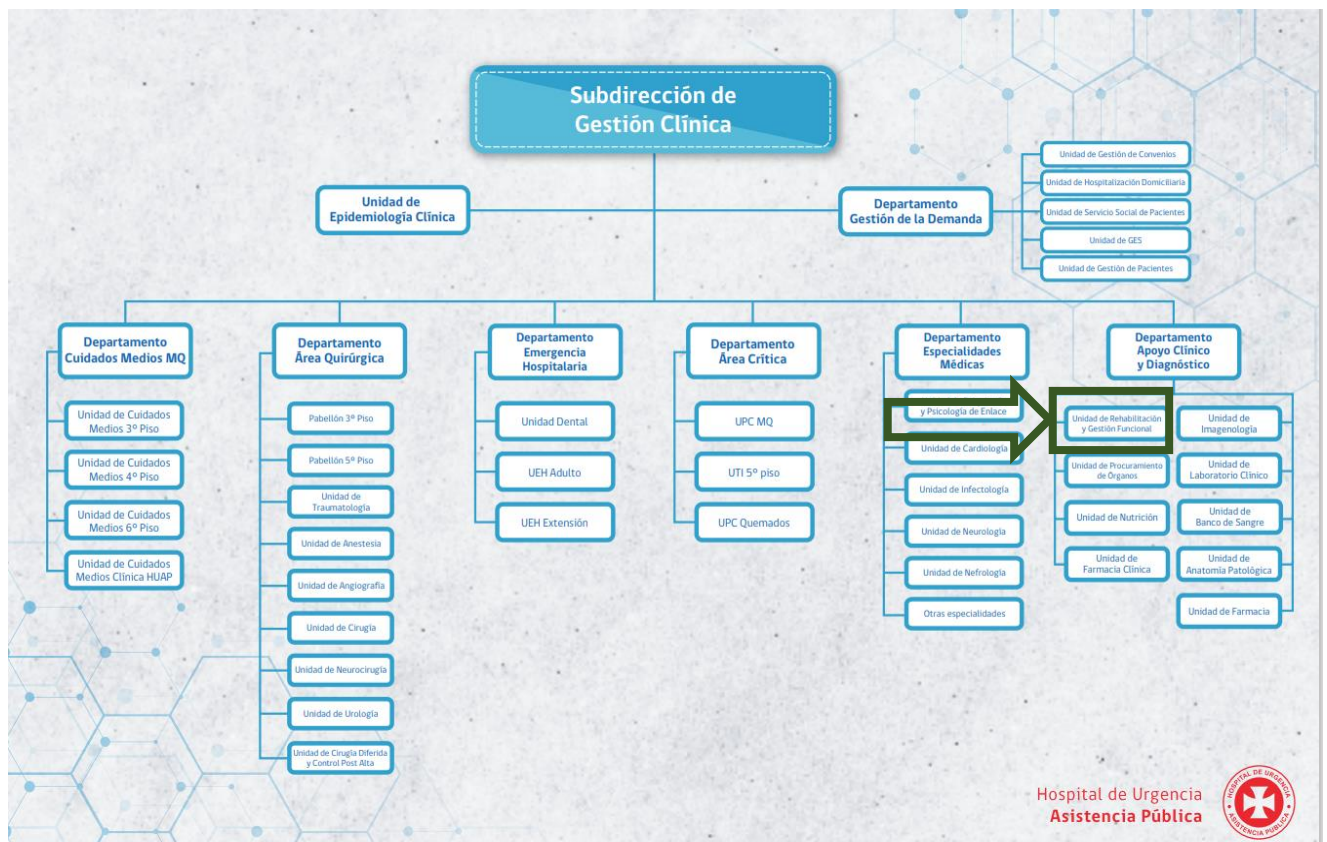 Subdirección de
Gestión Clínica
Unidad de
Epidemiología Clínica
Departamento
Gestión de la Demanda
Unidad de Gestión de Convenios
Unidad de Hospitalización Domiciliaria
Unidad de Servicio Social de Pacientes
Unidad de GES
Unidad de Gestión de Pacientes
Departamento
Cuidados Medios MQ
Unidad de Cuidados
Medios 3º Piso
Unidad de Cuidados
Medios 4º Piso
Unidad de Cuidados
Medios 6º Piso
Unidad de Cuidados
Medios Clínica HUAP
Departamento
Área Quirúrgica
Pabellón 3º Piso
Pabellón 5º Piso
Unidad de
Traumatología
Unidad de Anestesia
Unidad de Angiografía
Unidad de Cirugía
Unidad de Neurocirugía
Unidad de Urología
Unidad de Cirugía Diferida
y Control Post Alta
Departamento
Emergencia
Hospitalaria
Unidad Dental
UEH Adulto
UEH Extensión
Departamento
Área Crítica
UPC MQ
UTI 5º piso
UPC Quemados
Departamento
Especialidades
Médicas
y Psicología de Enlace
Unidad de Cardiología
Unidad de Infectología
Unidad de Neurología
Unidad de Nefrología
Otras especialidades
Departamento
Apoyo Clínico
y Diagnóstico
Unidad de Rehabilitación
y Gestión Funcional
Unidad de Procuramiento
de Órganos
Unidad de Nutrición
Unidad de
Farmacia Clínica
Unidad de
Imagenología
Unidad de
Laboratorio Clínico
Unidad de
Banco de Sangre
Unidad de
Anatomía Patológica
Unidad de Farmacia
Hospital de Urgencia
Asistencia Pública
HOSPITAL DE URGENCIA
ASISTENCIA PUBLICA